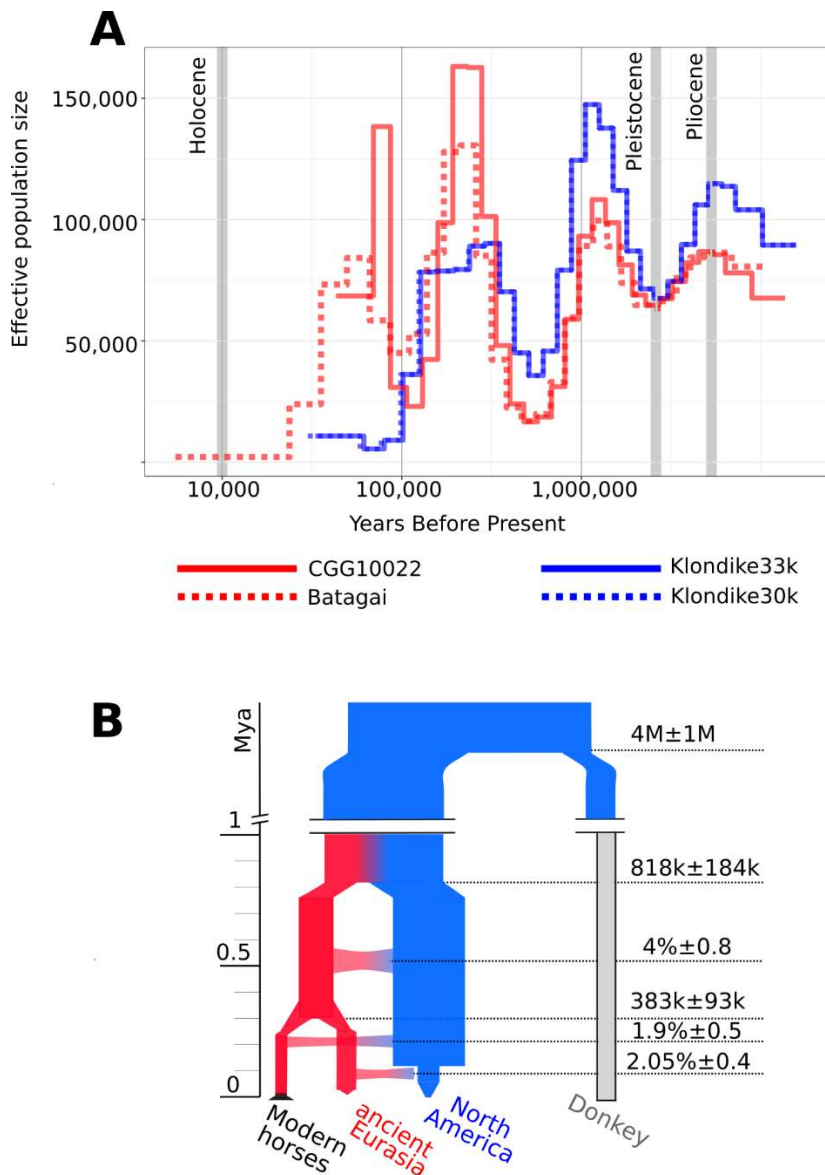 A
Effective population size
150,000
100,000
50,000
Holocene
Pleistocene
Pliocene
10,000
100,000
1,000,000
Years Before Present
CGG10022
Klondike33k
Batagai
Klondike30k
B
Mya
4M±1M
1
818k±184k
0.5
4%±0.8
383k±93k
1.9%±0.5
2.05%±0.4
0
Modern
horses
ancient
Eurasia
North
America
Donkey